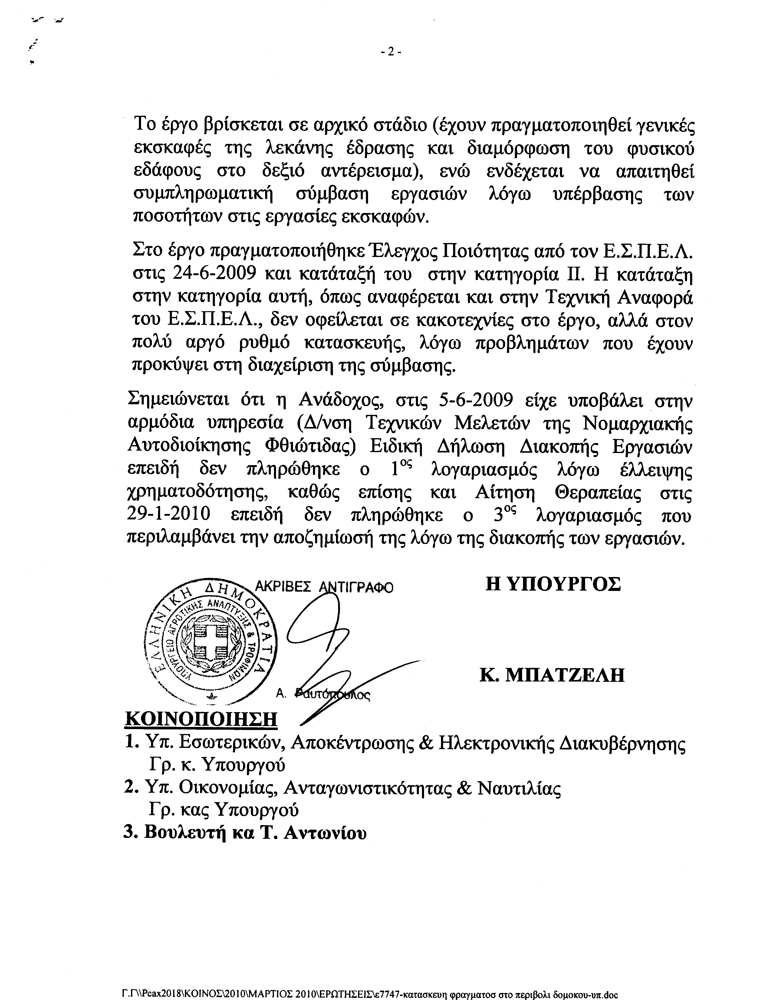 - 2 -
Το έργο βρίσκεται σε αρχικό στάδιο (έχουν πραγματοποιηθεί γενικές
εκσκαφές της λεκάνης έδρασης και διαμόρφωση του φυσικού
εδάφους στο δεξιό αντέρεισμα), ενώ ενδέχεται να απαιτηθεί
συμπληρωματική σύμβαση εργασιών λόγω υπέρβασης των
ποσοτήτων στις εργασίες εκσκαφών.
Στο έργο πραγματοποιήθηκε Έλεγχος Ποιότητας από τον Ε.Σ.Π.Ε.Λ.
στις 24-6-2009 και κατάταξή του στην κατηγορία ΙΙ. Η κατάταξη
στην κατηγορία αυτή, όπως αναφέρεται και στην Τεχνική Αναφορά
του Ε.Σ.Π.Ε.Λ., δεν οφείλεται σε κακοτεχνίες στο έργο, αλλά στον
πολύ αργό ρυθμό κατασκευής, λόγω προβλημάτων που έχουν
προκύψει στη διαχείριση της σύμβασης.
Σημειώνεται ότι η Ανάδοχος, στις 5-6-2009 είχε υποβάλει στην
αρμόδια υπηρεσία (Δ/νση Τεχνικών Μελετών της Νομαρχιακής
Αυτοδιοίκησης Φθιώτιδας) Ειδική Δήλωση Διακοπής Εργασιών
επειδή δεν πληρώθηκε ο 1ος λογαριασμός λόγω έλλειψης
χρηματοδότησης, καθώς επίσης και Αίτηση Θεραπείας στις
29-1-2010 επειδή δεν πληρώθηκε ο 3ος λογαριασμός που
περιλαμβάνει την αποζημίωσή της λόγω της διακοπής των εργασιών.
ΑΚΡΙΒΕΣ ΑΝΤΙΓΡΑΦΟ
Η ΥΠΟΥΡΓΟΣ
ΕΛΛΗΝΙΚΗ ΔΗΜΟΚΡΑΤΙΑ
ΥΠΟΥΡΓΕΙΟ ΑΓΡΟΤΙΚΗΣ ΑΝΑΠΤΥΞΗΣ & ΤΡΟΦΙΜΩΝ
Κ. ΜΠΑΤΖΕΛΗ
Α.
ΚΟΙΝΟΠΟΙΗΣΗ
1. Υπ. Εσωτερικών, Αποκέντρωσης & Ηλεκτρονικής Διακυβέρνησης
Γρ. κ. Υπουργού
2. Υπ. Οικονομίας, Ανταγωνιστικότητας & Ναυτιλίας
Γρ. κας Υπουργού
3. Βουλευτή κα Τ. Αντωνίου
Γ.Γ\\Pcax2018\ΚΟΙΝΟΣ\2010\ΜΑΡΤΙΟΣ 2010\ΕΡΩΤΗΣΕΙΣ\ε7747-κατασκευη φραγματοσ στο περιβολι δομοκου-υπ.doc